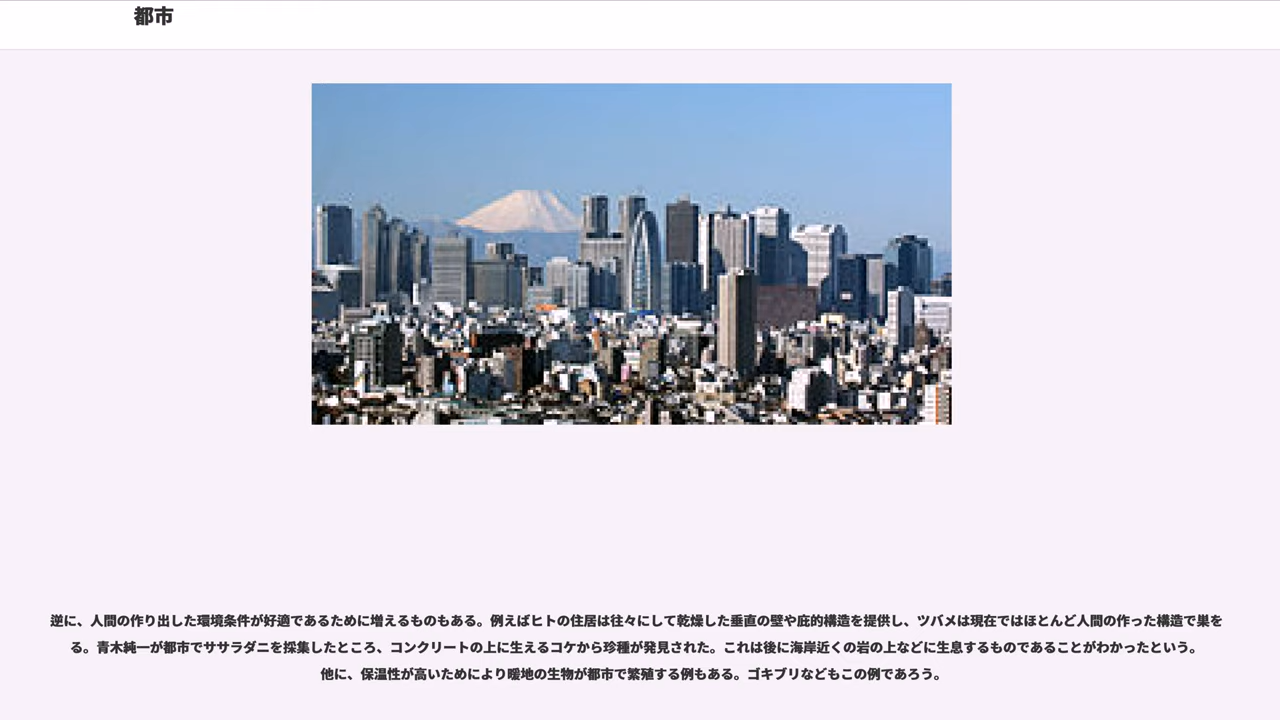 都市
逆に、人間の作り出した環境条件が好適であるために増えるものもある。例えばヒトの住居は往々にして乾燥した垂直の壁や庇的構造を提供し、ツバメは現在ではほとんど人間の作った構造で巣を
る。青木純一が都市でササラダニを採集したところ、コンクリートの上に生えるコケから珍種が発見された。これは後に海岸近くの岩の上などに生息するものであることがわかったという。
他に、保温性が高いためにより暖地の生物が都市で繁殖する例もある。ゴキブリなどもこの例であろう。